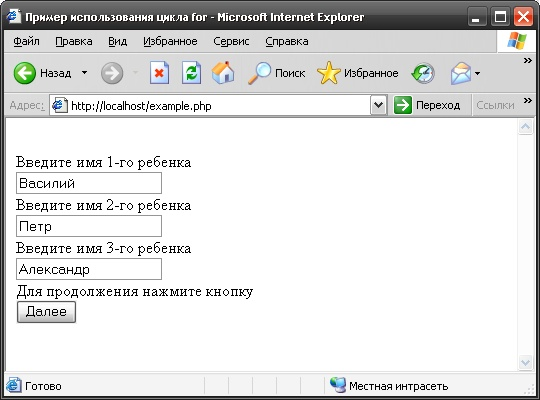 Пример использования цикла for - Microsoft Internet Explorer
Файл Правка Вид Избранное Сервис Справка
Назад Поиск Избранное »
Адрес: http://localhost/example.php Переход Ссылки »
Введите имя 1-го ребенка
Василий
Введите имя 2-го ребенка
Петр
Введите имя 3-го ребенка
Александр
Для продолжения нажмите кнопку
Далее
Готово Местная интрасеть